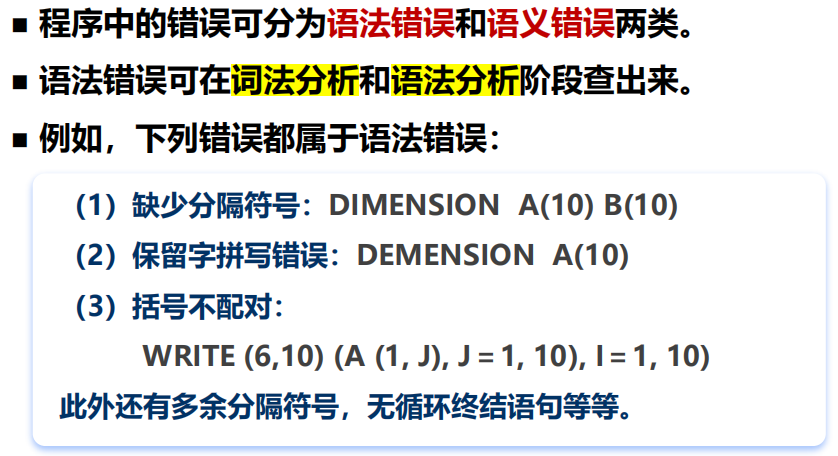 ■ 程序中的错误可分为语法错误和语义错误两类。
■ 语法错误可在词法分析和语法分析阶段查出来。
■ 例如，下列错误都属于语法错误：
（1）缺少分隔符号：DIMENSION A(10) B(10)
（2）保留字拼写错误：DEMENSION A(10)
（3）括号不配对：
WRITE (6,10) (A (1, J), J = 1, 10), I = 1, 10)
此外还有多余分隔符号，无循环终结语句等等。